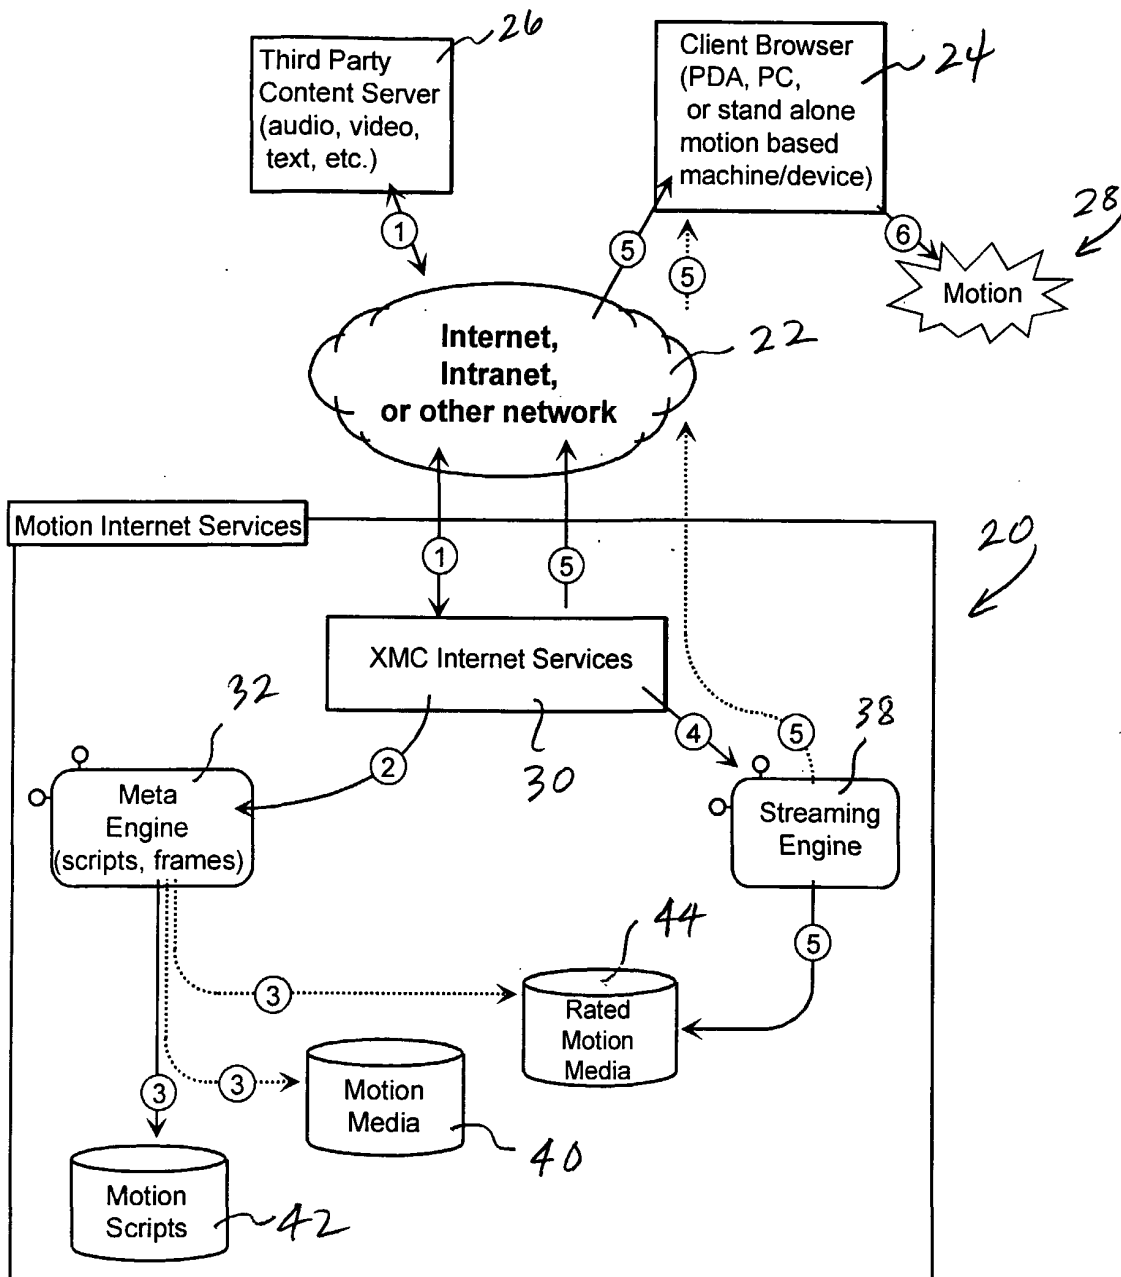 26
Third Party
Content Server
(audio, video,
text, etc.)
Client Browser
(PDA, PC,
or stand alone
motion based
machine/device)
24
28
1
5
5
6
Motion
Internet,
Intranet,
or other network
22
Motion Internet Services
20
1
5
XMC Internet Services
30
32
2
4
5
38
Meta
Engine
(scripts, frames)
Streaming
Engine
44
5
3
Rated
Motion
Media
3
3
Motion
Media
40
Motion
Scripts
42